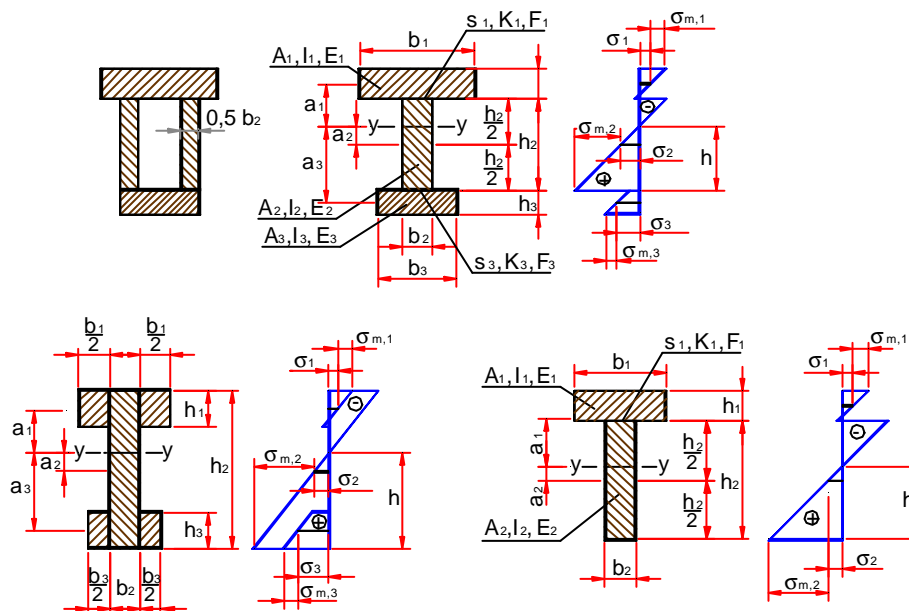 0,5 b₂
A₁, I₁, E₁
b₁
s₁, K₁, F₁
a₁
a₂
a₃
y
y
h₂/2
h₂/2
h₂
h₃
A₂, I₂, E₂
A₃, I₃, E₃
b₂
b₃
s₃, K₃, F₃
σ₁
σm,1
-
σm,2
σ₂
h
+
σ₃
σm,3
b₁/2
b₁/2
a₁
a₂
a₃
y
y
h₁
h₂
h₃
b₃/2
b₂
b₃/2
σ₁
σm,1
-
σm,2
σ₂
h
+
σ₃
σm,3
s₁, K₁, F₁
b₁
A₁, I₁, E₁
a₁
a₂
y
y
h₁
h₂/2
h₂/2
h₂
A₂, I₂, E₂
b₂
σ₁
σm,1
-
+
σ₂
σm,2